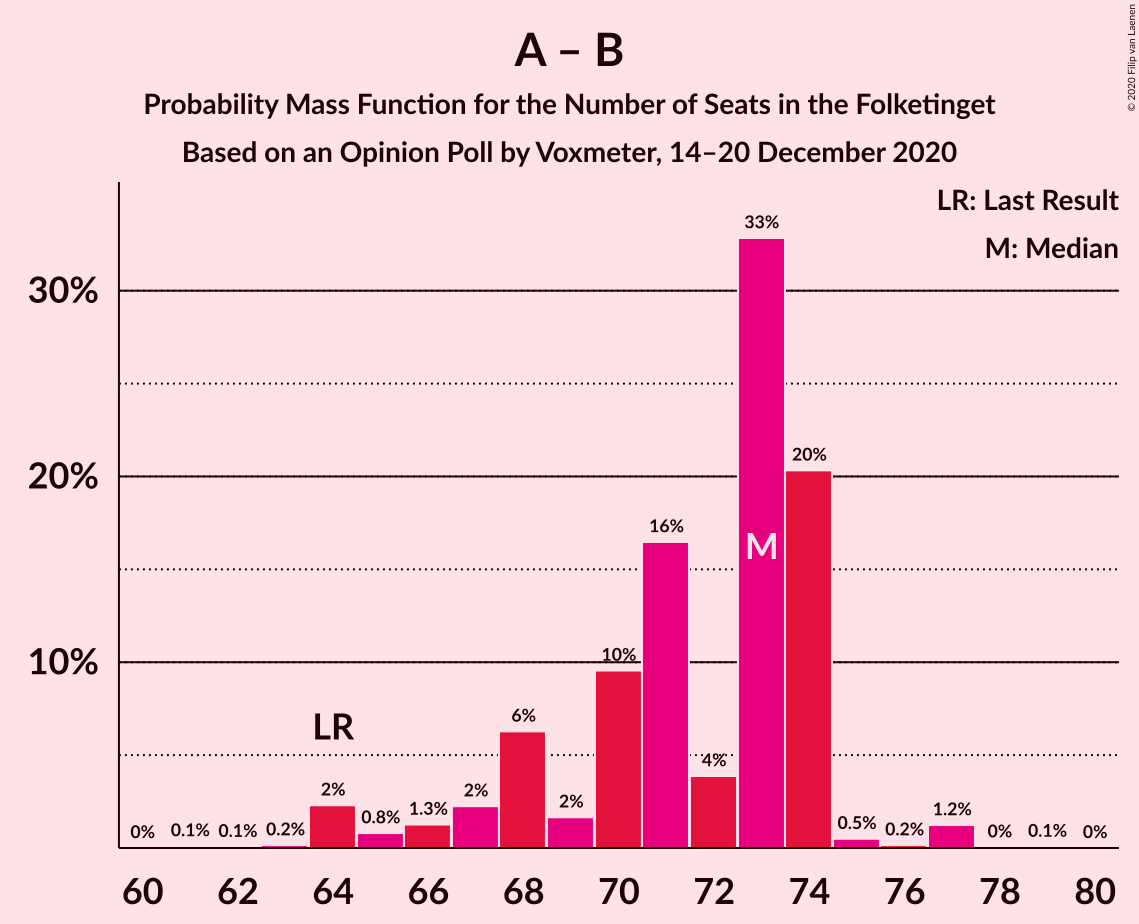 A – B
Probability Mass Function for the Number of Seats in the Folketinget
Based on an Opinion Poll by Voxmeter, 14–20 December 2020
© 2020 Filip van Laenen
LR: Last Result
M: Median
33%
30%
20%
20%
16%
M
10%
10%
LR
6%
4%
2%
2%
2%
1.3%
1.2%
0.8%
0.5%
0%
0.1%
0.1%
0.2%
0.2%
0%
0.1%
0%
60 62 64 66 68 70 72 74 76 78 80